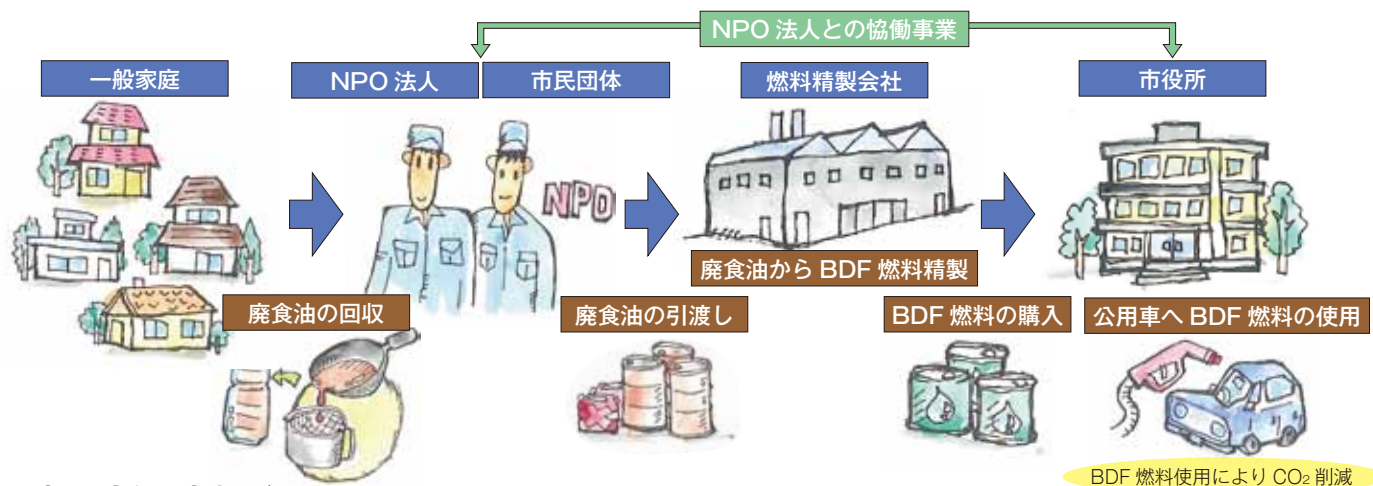 NPO 法人との恊働事業
一般家庭
NPO 法人
市民団体
燃料精製会社
市役所
NPO
廃食油から BDF 燃料精製
廃食油の回収
廃食油の引渡し
BDF 燃料の購入
公用車へ BDF 燃料の使用
BDF 燃料使用により CO₂ 削減